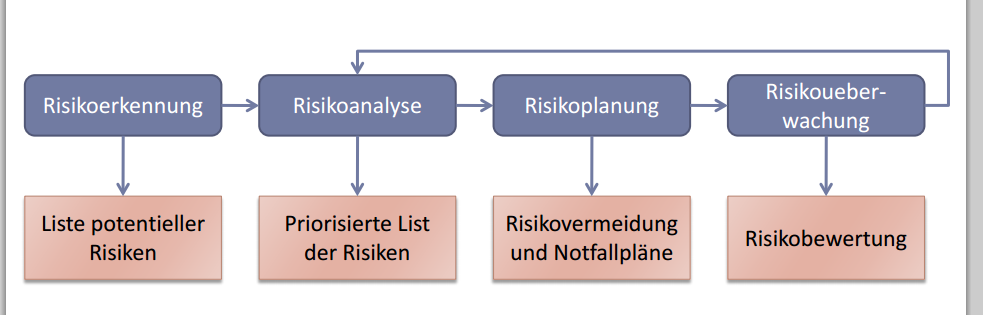 Risikoerkennung
Risikoanalyse
Risikoplanung
Risikoueber-
wachung
Liste potentieller
Risiken
Priorisierte List
der Risiken
Risikovermeidung
und Notfallpläne
Risikobewertung